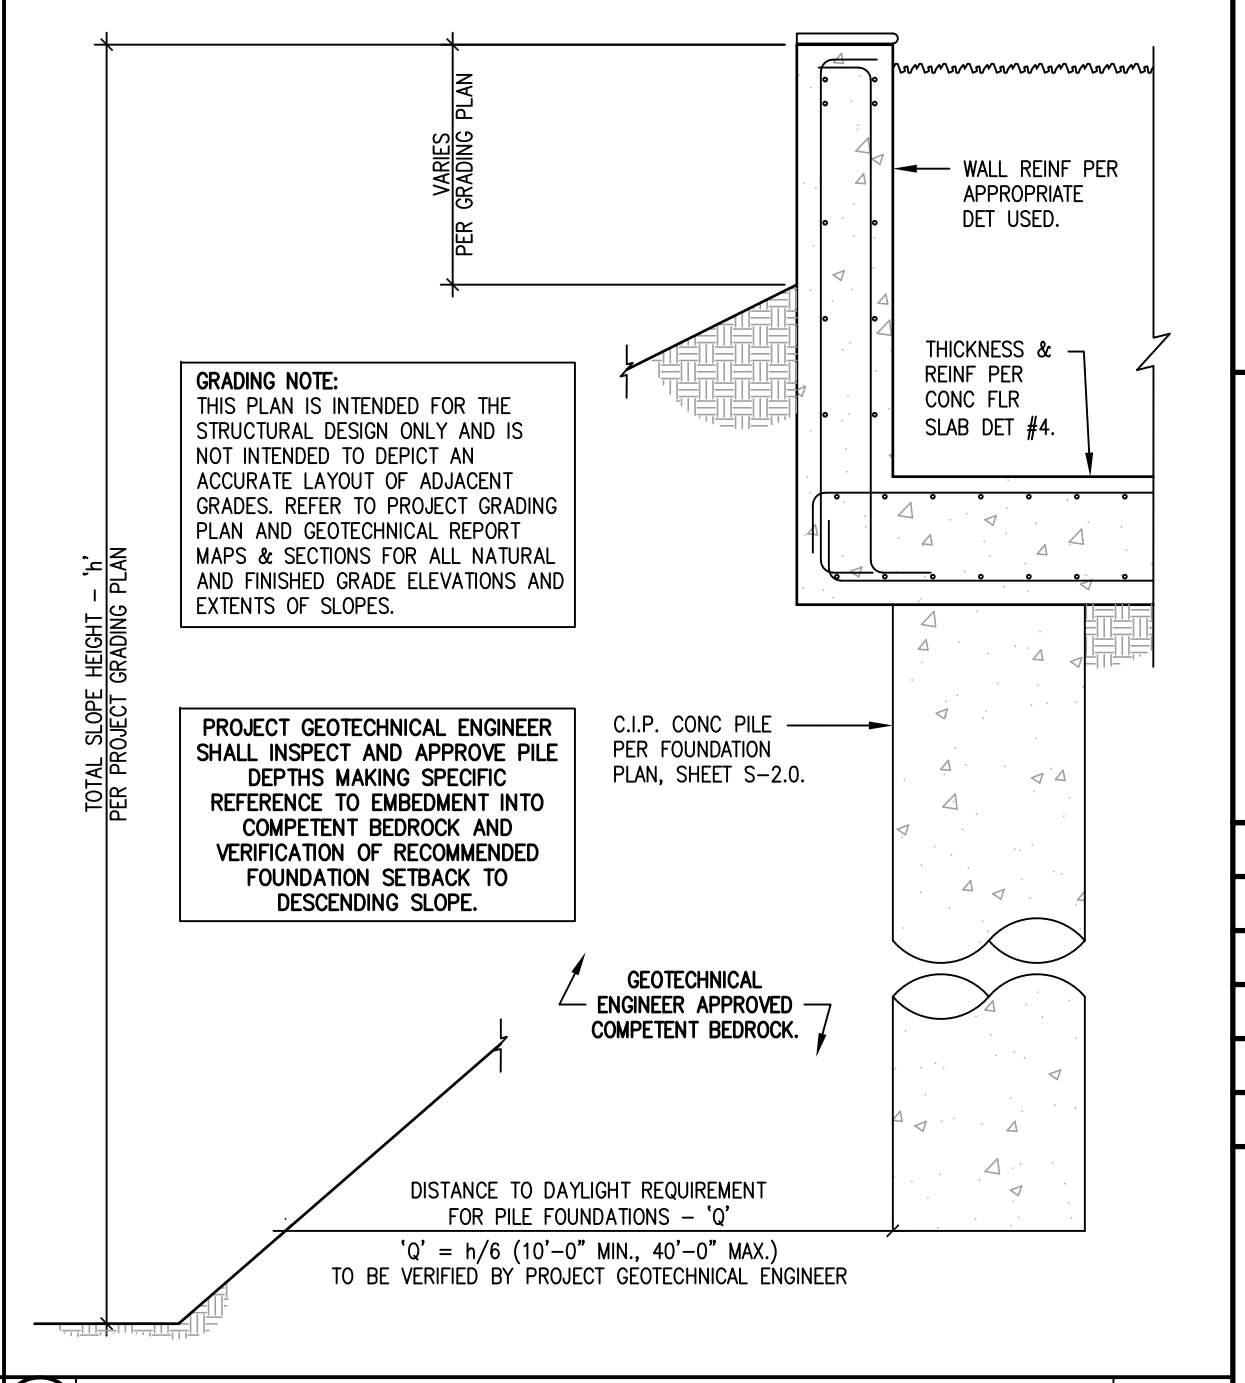 VARIES
PER GRADING PLAN
WALL REINF PER
APPROPRIATE
DET USED.
THICKNESS &
REINF PER
CONC FLR
SLAB DET #4.
GRADING NOTE:
THIS PLAN IS INTENDED FOR THE
STRUCTURAL DESIGN ONLY AND IS
NOT INTENDED TO DEPICT AN
ACCURATE LAYOUT OF ADJACENT
GRADES. REFER TO PROJECT GRADING
PLAN AND GEOTECHNICAL REPORT
MAPS & SECTIONS FOR ALL NATURAL
AND FINISHED GRADE ELEVATIONS AND
EXTENTS OF SLOPES.
TOTAL SLOPE HEIGHT – 'h'
PER PROJECT GRADING PLAN
PROJECT GEOTECHNICAL ENGINEER
SHALL INSPECT AND APPROVE PILE
DEPTHS MAKING SPECIFIC
REFERENCE TO EMBEDMENT INTO
COMPETENT BEDROCK AND
VERIFICATION OF RECOMMENDED
FOUNDATION SETBACK TO
DESCENDING SLOPE.
C.I.P. CONC PILE
PER FOUNDATION
PLAN, SHEET S–2.0.
GEOTECHNICAL
ENGINEER APPROVED
COMPETENT BEDROCK.
DISTANCE TO DAYLIGHT REQUIREMENT
FOR PILE FOUNDATIONS – 'Q'
'Q' = h/6 (10'–0" MIN., 40'–0" MAX.)
TO BE VERIFIED BY PROJECT GEOTECHNICAL ENGINEER